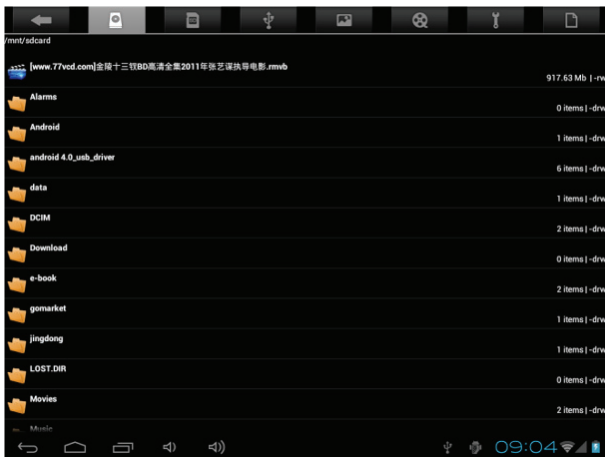 /mnt/sdcard
[www.77vcd.com]金陵十三钗BD高清全集2011年张艺谋执导电影.rmvb
917.63 Mb | -rw
Alarms
0 items | -drw
Android
1 items | -drw
android 4.0_usb_driver
6 items | -drw
data
1 items | -drw
DCIM
2 items | -drw
Download
0 items | -drw
e-book
2 items | -drw
gomarket
1 items | -drw
jingdong
1 items | -drw
LOST.DIR
0 items | -drw
Movies
2 items | -drw
Music
09:04